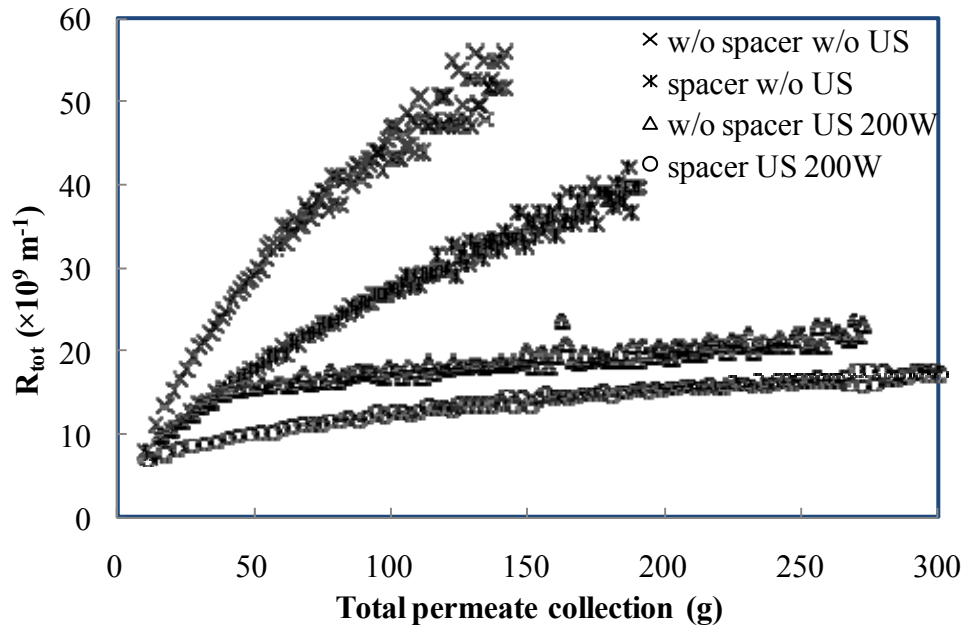 60
50
40
30
20
10
0
R_tot (×10⁹ m⁻¹)
w/o spacer w/o US
spacer w/o US
w/o spacer US 200W
spacer US 200W
0 50 100 150 200 250 300
Total permeate collection (g)